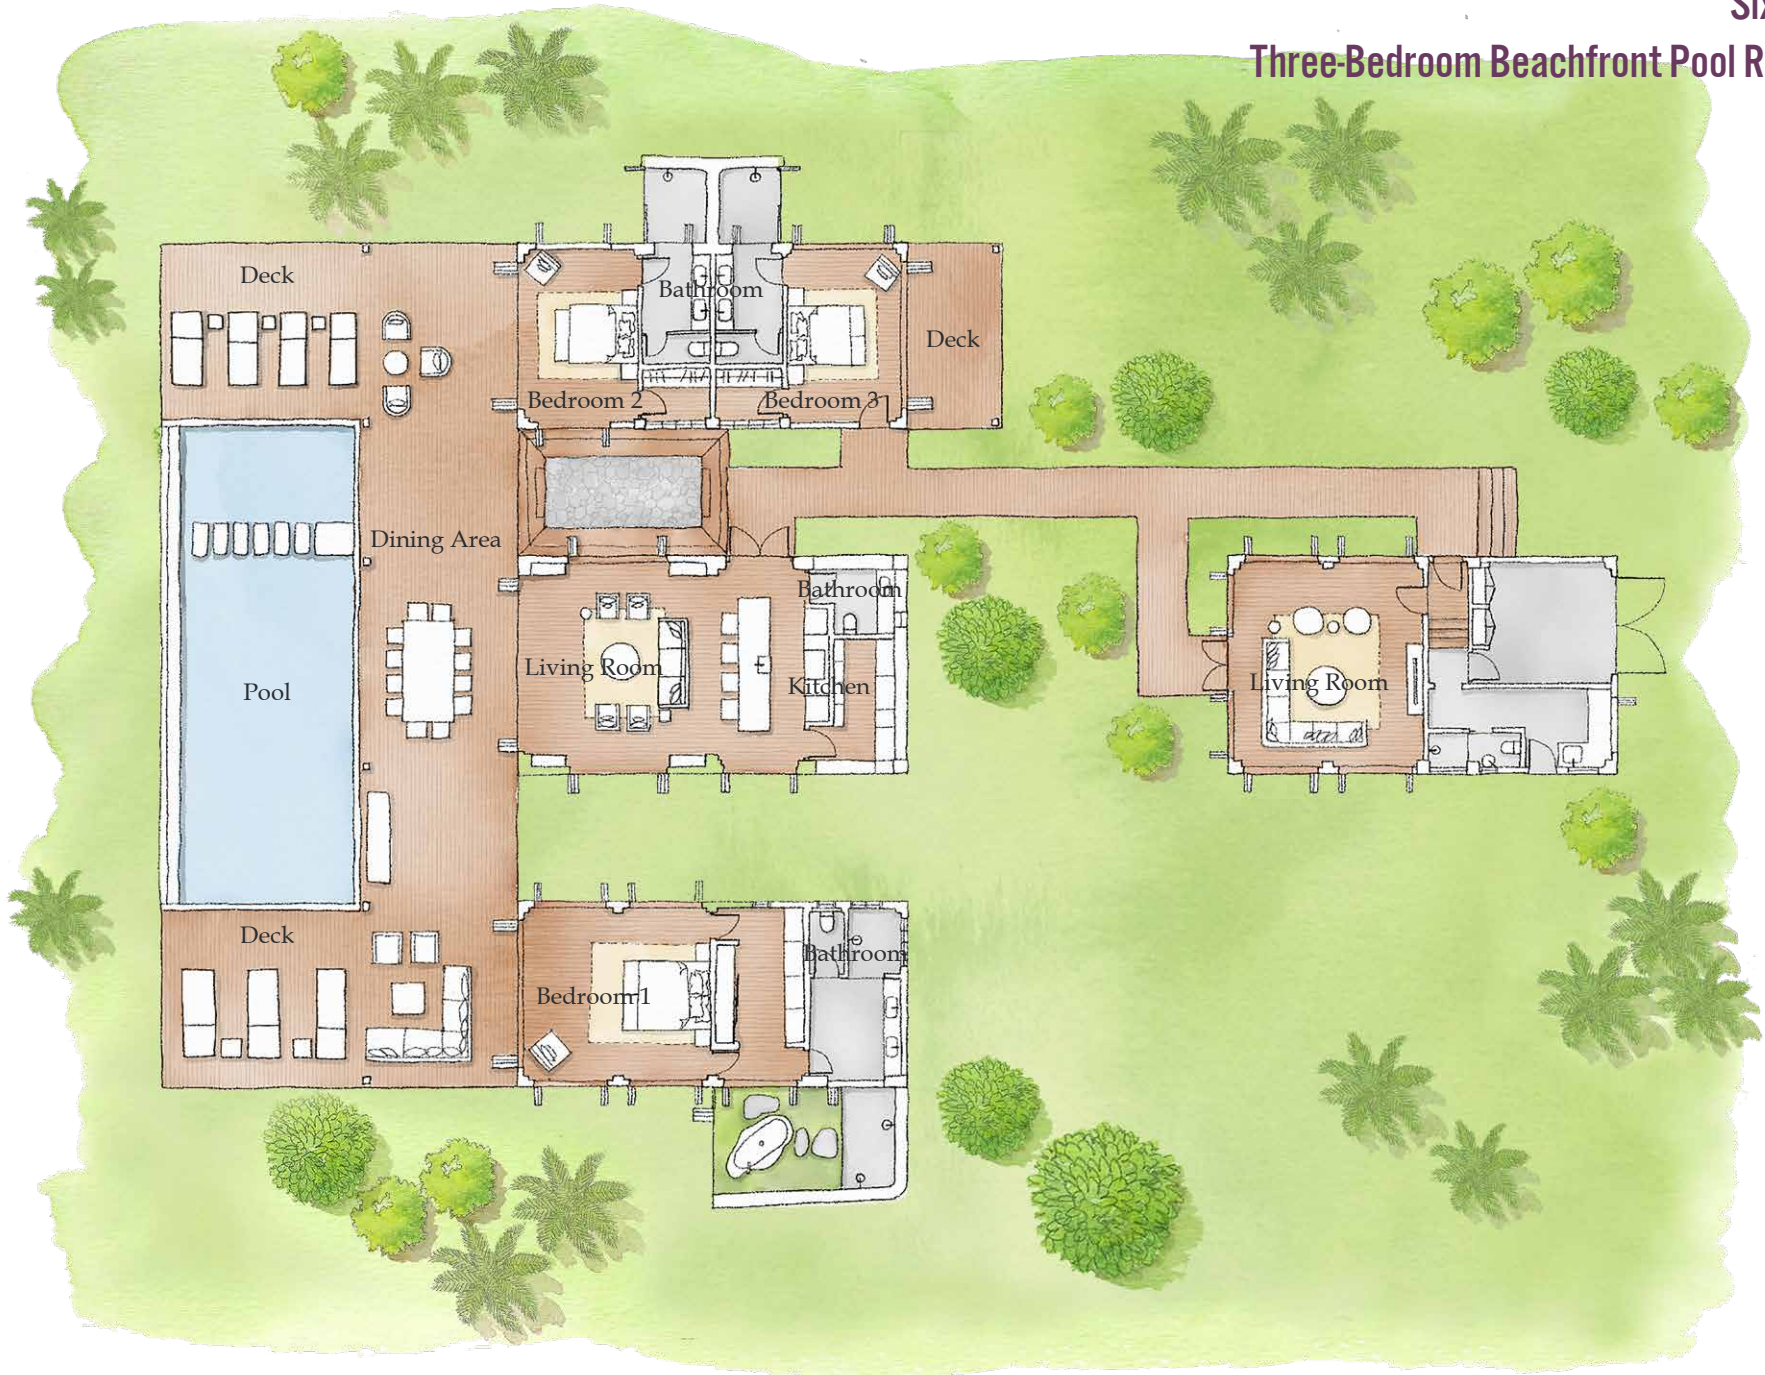 Three-Bedroom Beachfront Pool
Deck
Bathroom
Deck
Bedroom 2
Bedroom 3
Dining Area
Bathroom
Living Room
Kitchen
Living Room
Pool
Deck
Bathroom
Bedroom 1